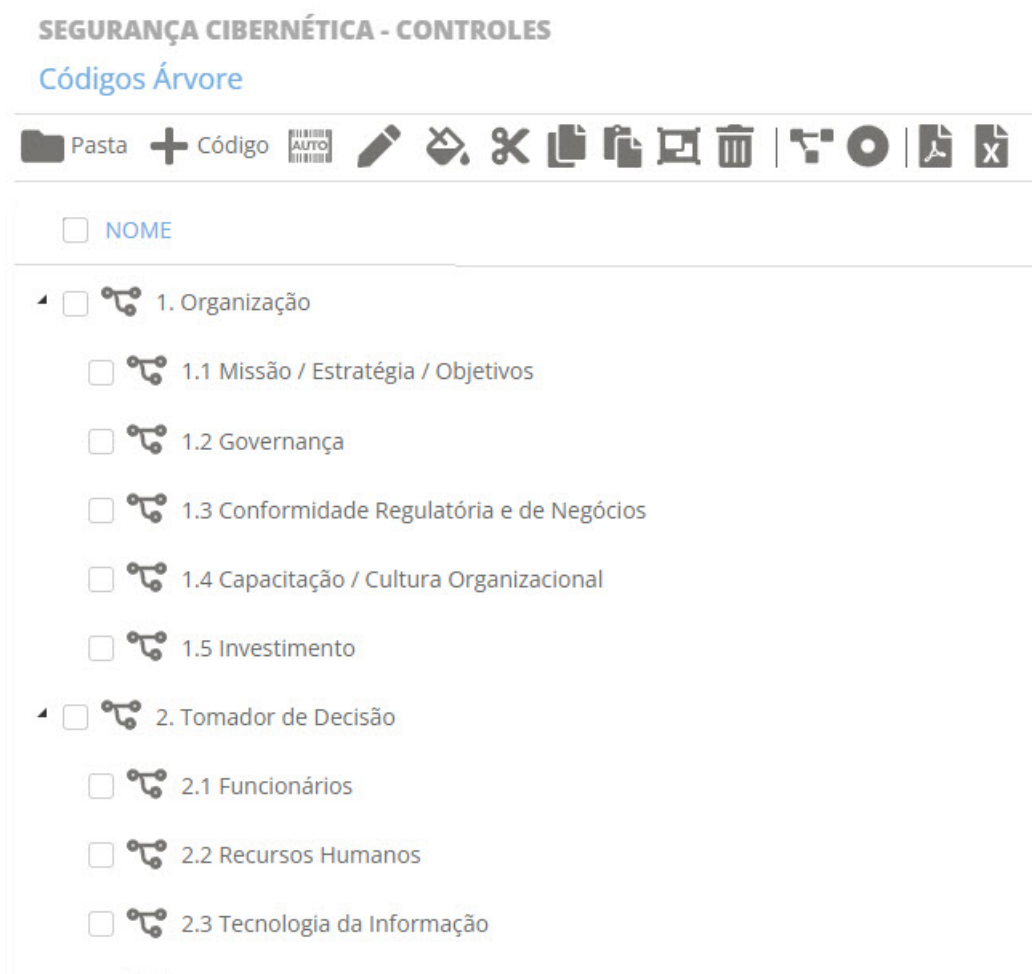 SEGURANÇA CIBERNÉTICA - CONTROLES
Códigos Árvore
Pasta Código AUTO
NOME
1. Organização
1.1 Missão / Estratégia / Objetivos
1.2 Governança
1.3 Conformidade Regulatória e de Negócios
1.4 Capacitação / Cultura Organizacional
1.5 Investimento
2. Tomador de Decisão
2.1 Funcionários
2.2 Recursos Humanos
2.3 Tecnologia da Informação